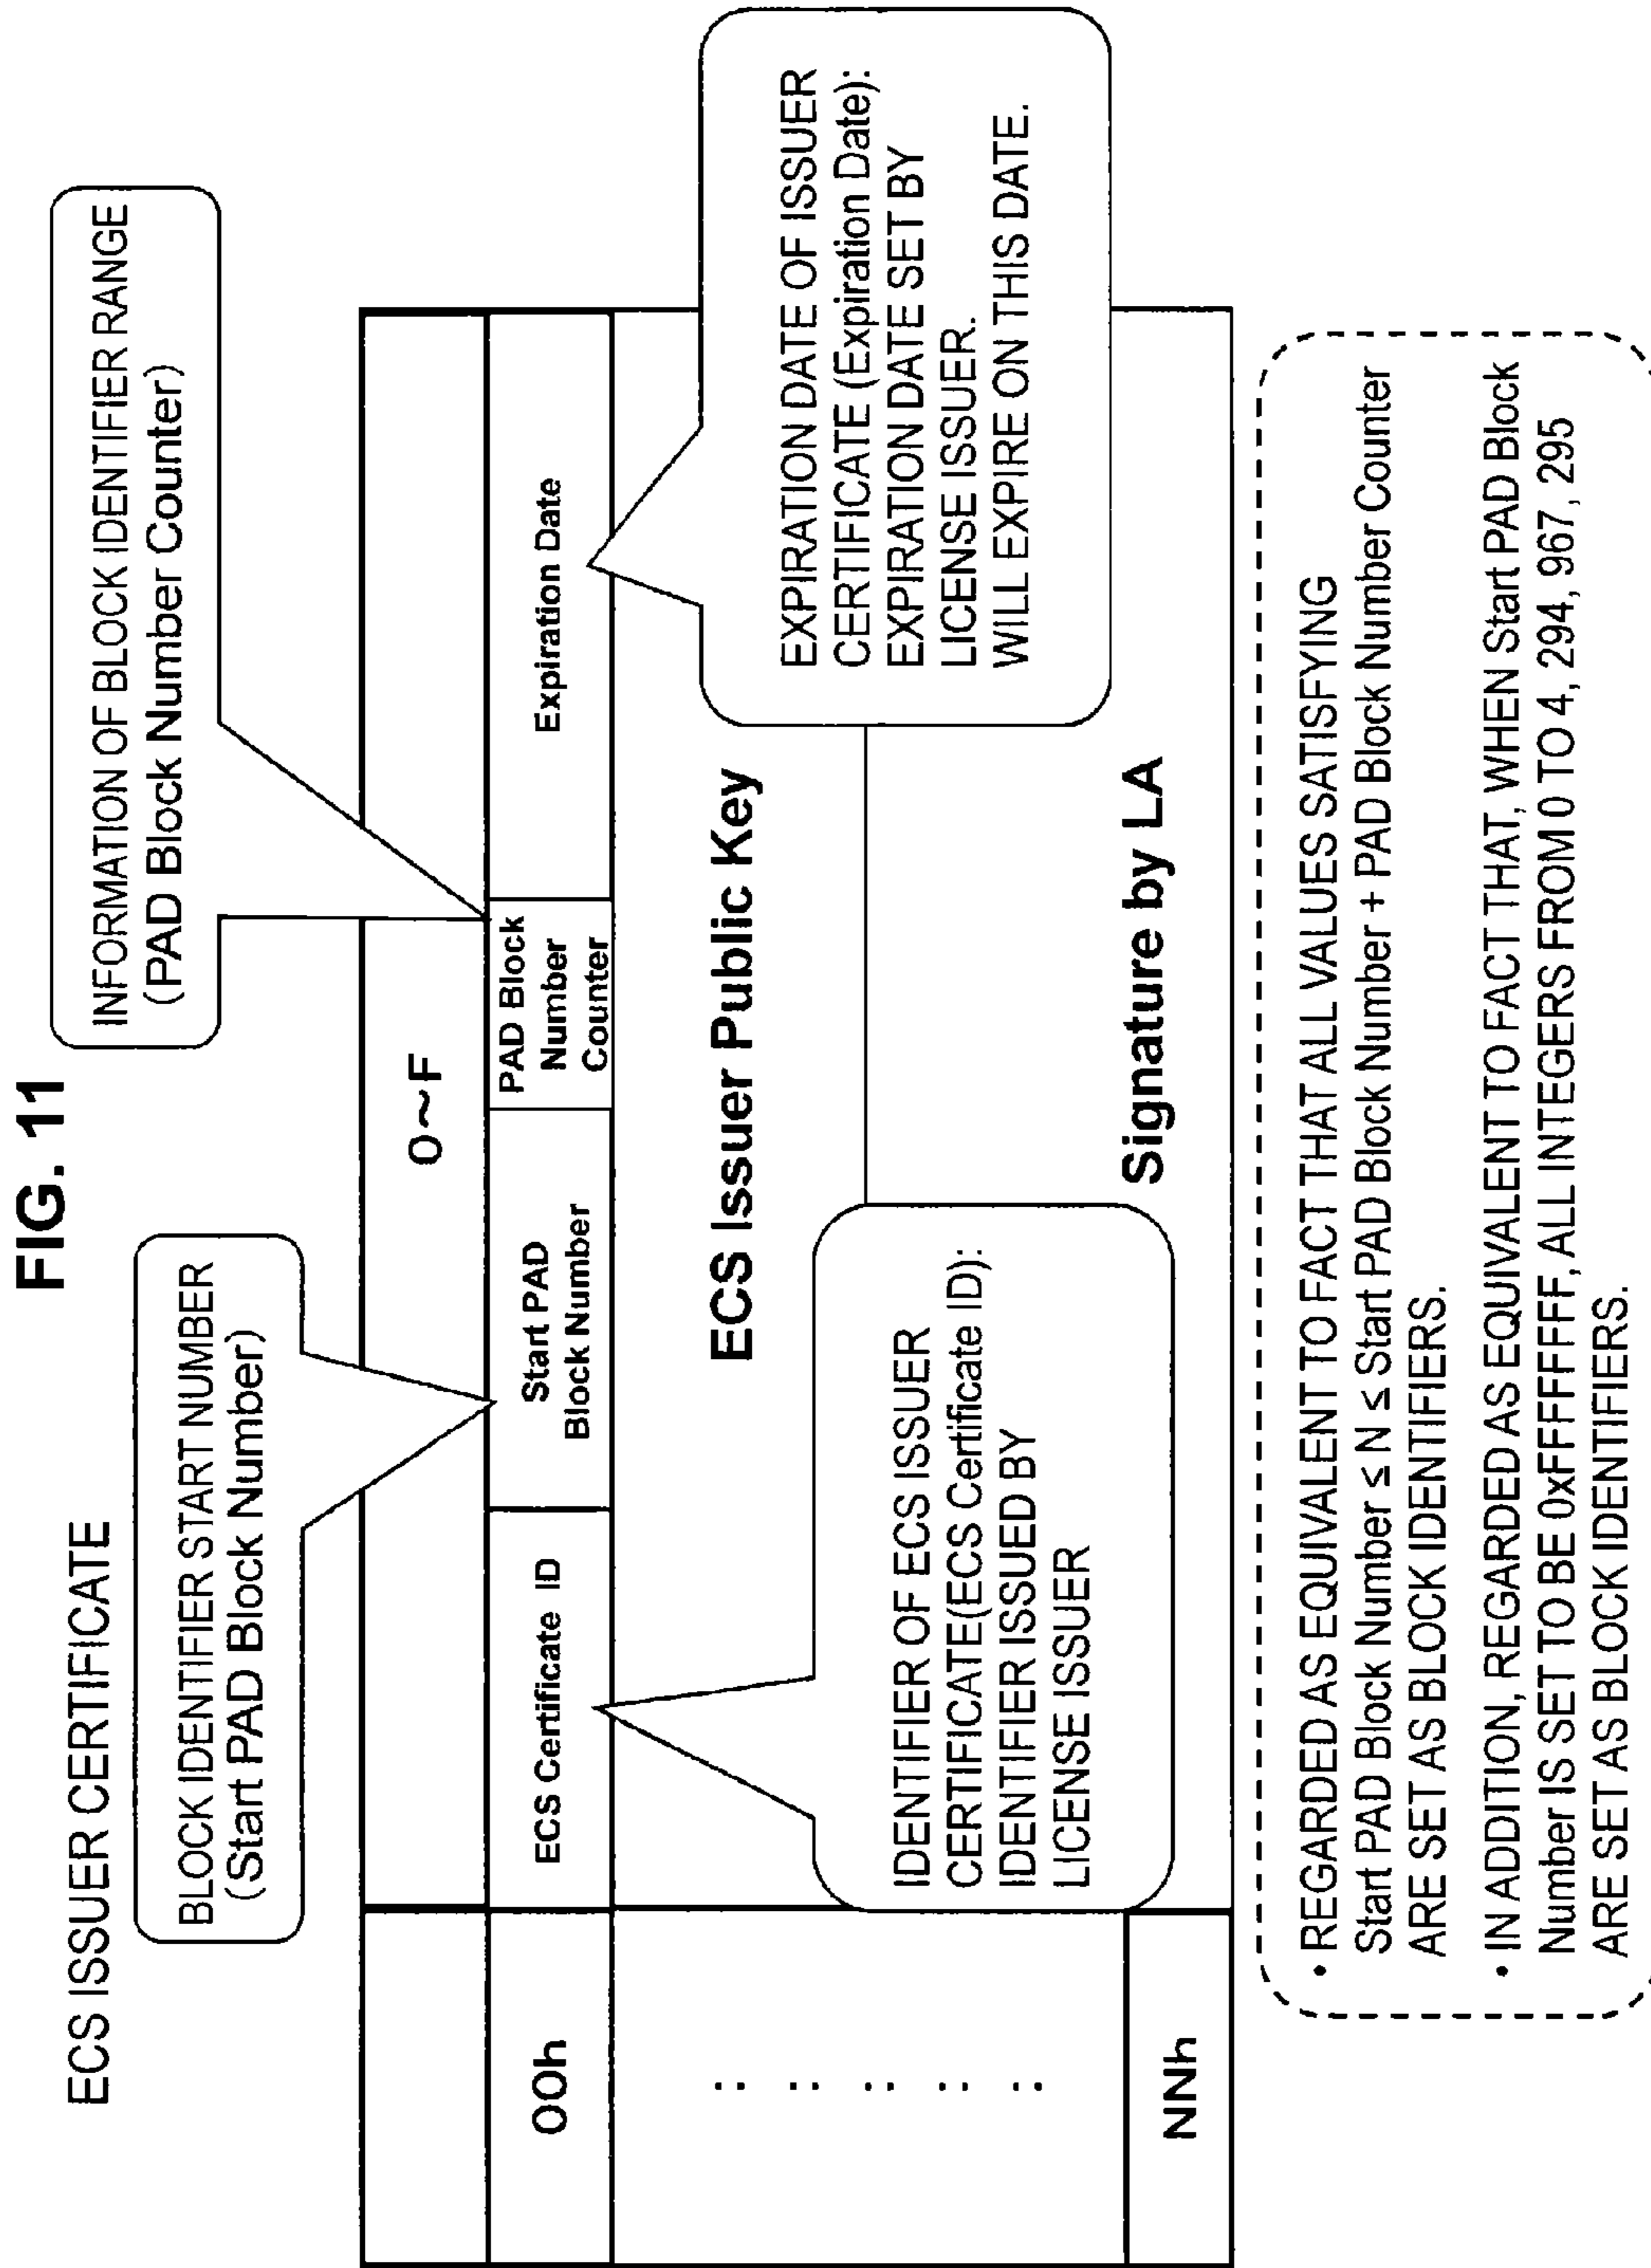 FIG. 11
ECS ISSUER CERTIFICATE
BLOCK IDENTIFIER START NUMBER
(Start PAD Block Number)
INFORMATION OF BLOCK IDENTIFIER RANGE
(PAD Block Number Counter)
0~F
00h
ECS Certificate ID
Start PAD
Block Number
PAD Block
Number
Counter
Expiration Date
ECS Issuer Public Key
IDENTIFIER OF ECS ISSUER
CERTIFICATE(ECS Certificate ID):
IDENTIFIER ISSUED BY
LICENSE ISSUER
EXPIRATION DATE OF ISSUER
CERTIFICATE (Expiration Date):
EXPIRATION DATE SET BY
LICENSE ISSUER.
WILL EXPIRE ON THIS DATE.
NNh
Signature by LA
• REGARDED AS EQUIVALENT TO FACT THAT ALL VALUES SATISFYING
Start PAD Block Number ≤ N ≤ Start PAD Block Number + PAD Block Number Counter
ARE SET AS BLOCK IDENTIFIERS.
• IN ADDITION, REGARDED AS EQUIVALENT TO FACT THAT, WHEN Start PAD Block
Number IS SET TO BE 0xFFFFFFFF, ALL INTEGERS FROM 0 TO 4, 294, 967, 295
ARE SET AS BLOCK IDENTIFIERS.